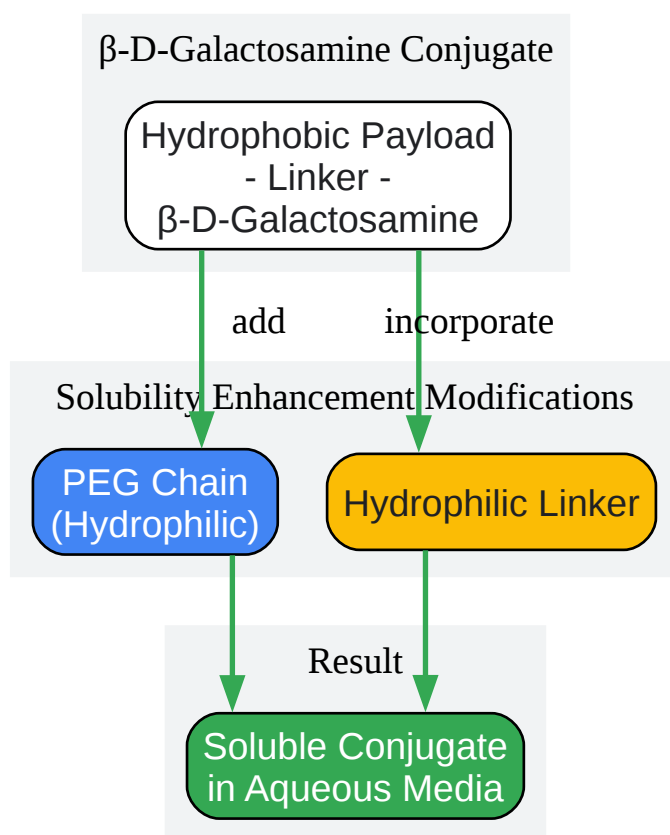 β-D-Galactosamine Conjugate
Hydrophobic Payload
- Linker -
β-D-Galactosamine
add
incorporate
Solubility Enhancement Modifications
PEG Chain
(Hydrophilic)
Hydrophilic Linker
Result
Soluble Conjugate
in Aqueous Media